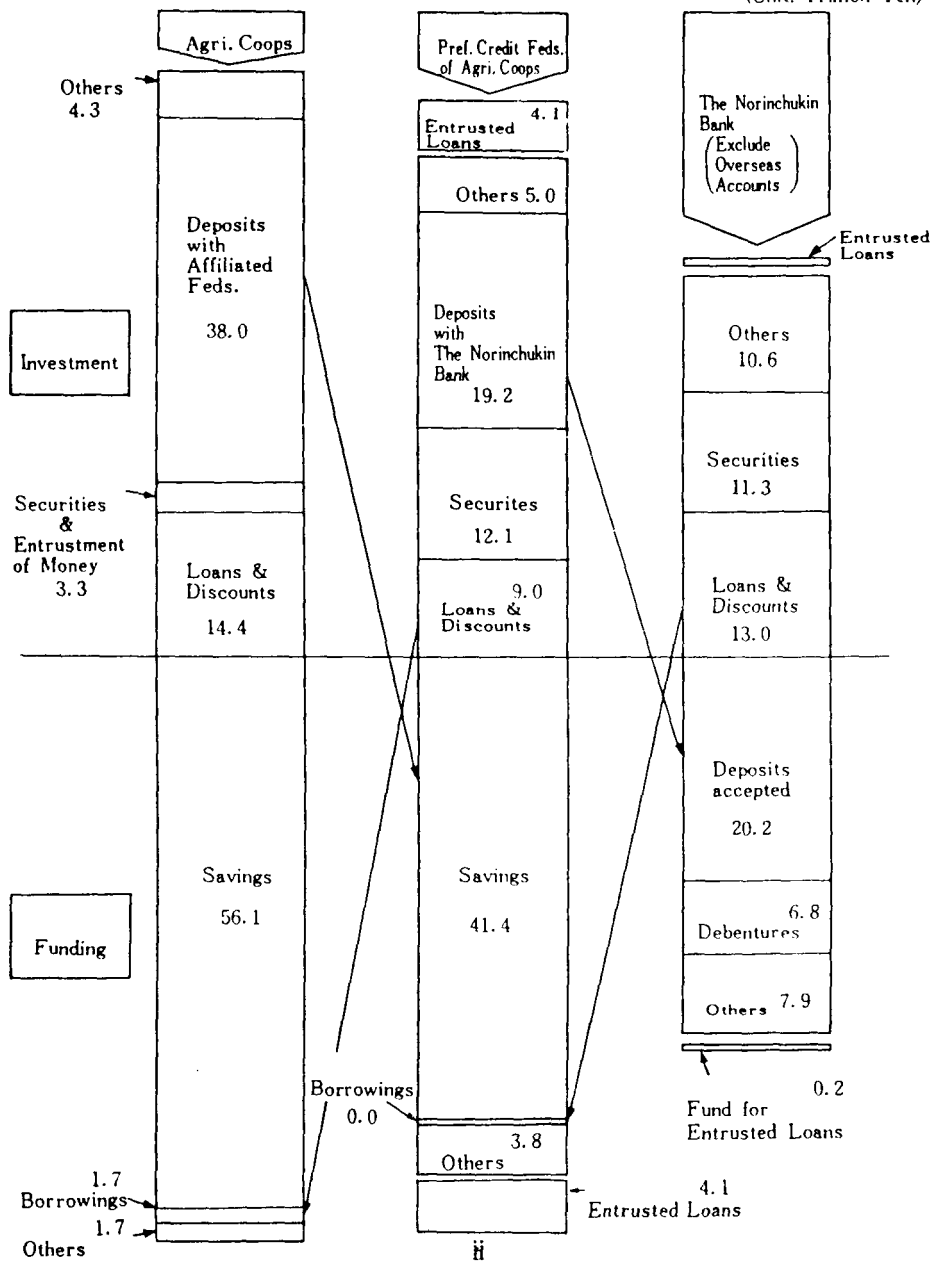 Agri. Coops
Others
4.3
Deposits
with
Affiliated
Feds.
38.0
Investment
Securities
&
Entrustment
of Money
3.3
Loans &
Discounts
14.4
Savings
56.1
Funding
1.7
Borrowings
1.7
Others
Pref. Credit Feds.
of Agri. Coops
4.1
Entrusted
Loans
Others 5.0
Deposits
with
The Norinchukin
Bank
19.2
Securites
12.1
9.0
Loans &
Discounts
Savings
41.4
Borrowings
0.0
3.8
Others
4.1
Entrusted Loans
The Norinchukin
Bank
(Exclude
Overseas
Accounts)
Entrusted
Loans
Others
10.6
Securities
11.3
Loans &
Discounts
13.0
Deposits
accepted
20.2
6.8
Debentures
Others 7.9
0.2
Fund for
Entrusted Loans